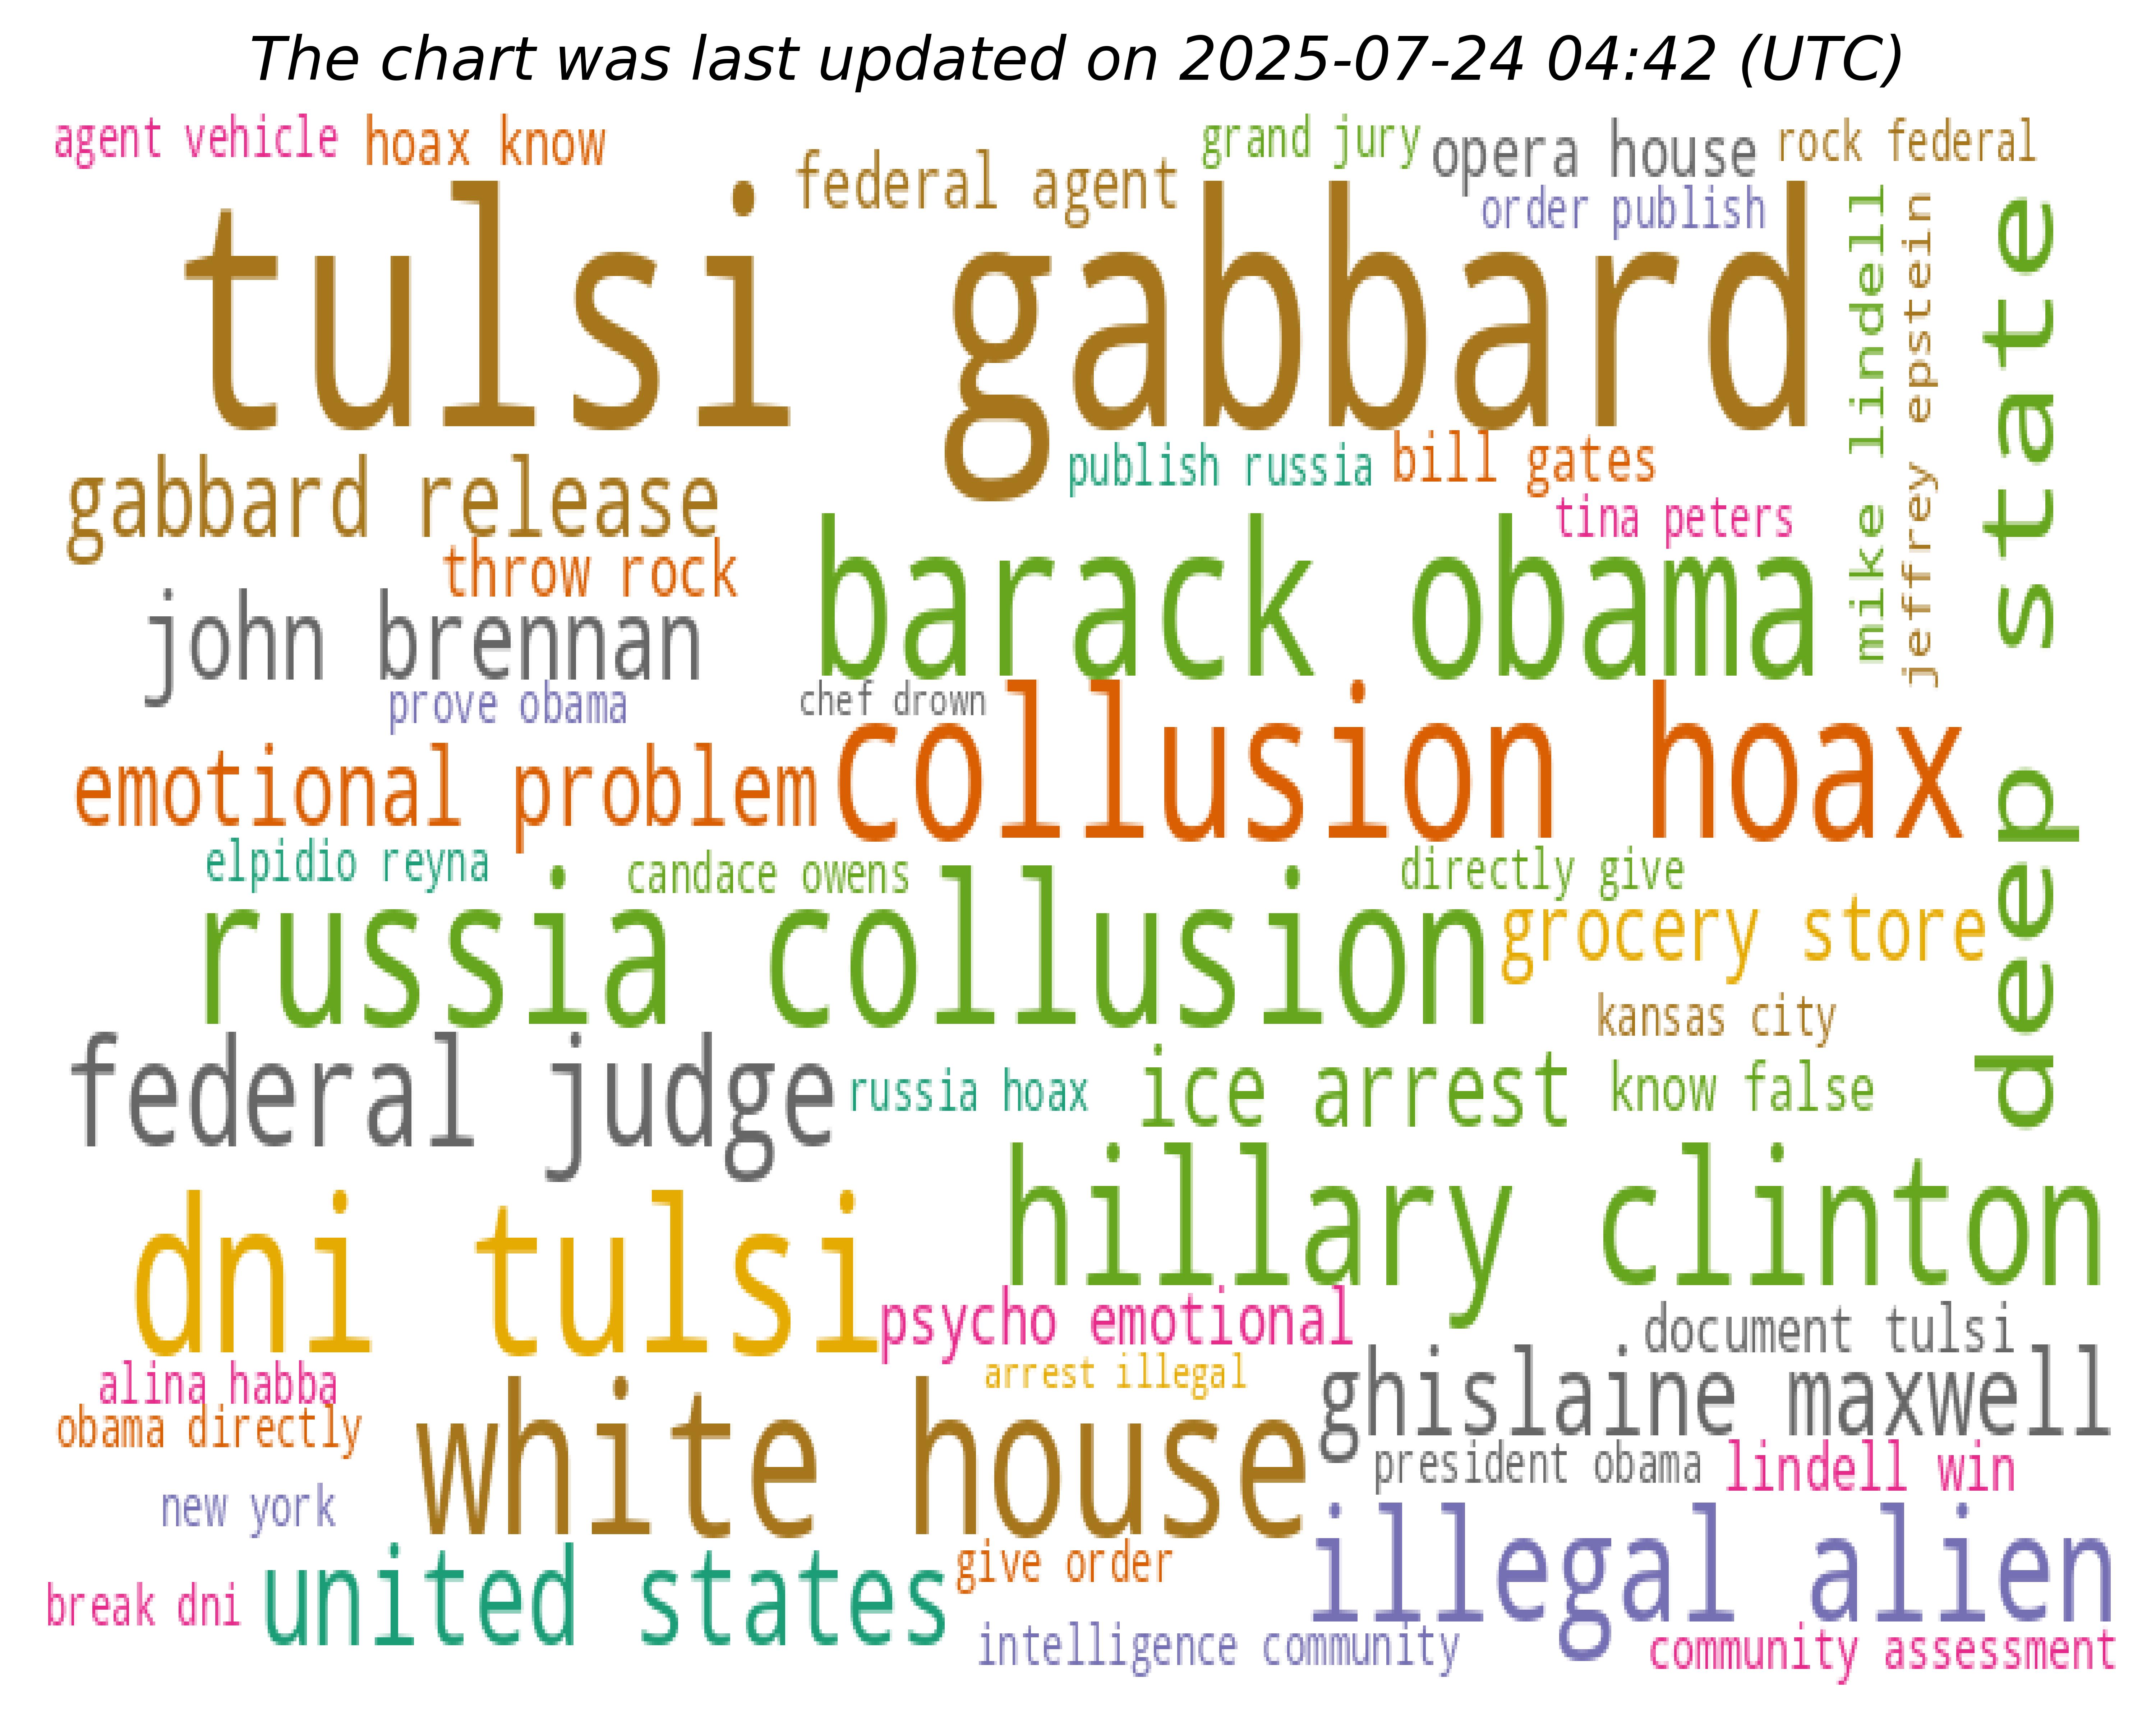 The chart was last updated on 2025-07-24 04:42 (UTC)
agent vehicle
hoax know
federal agent
grand jury
opera house
rock federal
order publish
tulsi gabbard
mike lindell
jeffrey epstein
deep state
publish russia
bill gates
gabbard release
tina peters
throw rock
barack obama
john brennan
prove obama
chef drown
collusion hoax
emotional problem
elpidio reyna
candace owens
directly give
russia collusion
grocery store
kansas city
federal judge
russia hoax
ice arrest
know false
hillary clinton
dni tulsi
psycho emotional
document tulsi
alina habba
arrest illegal
ghislaine maxwell
obama directly
white house
president obama
lindell win
new york
illegal alien
united states
give order
break dni
intelligence community
community assessment